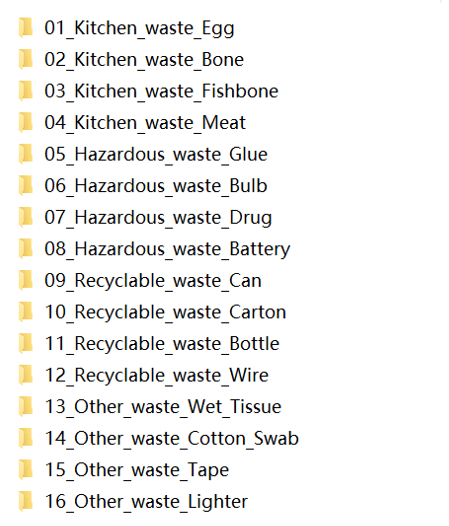 01_Kitchen_waste_Egg
02_Kitchen_waste_Bone
03_Kitchen_waste_Fishbone
04_Kitchen_waste_Meat
05_Hazardous_waste_Glue
06_Hazardous_waste_Bulb
07_Hazardous_waste_Drug
08_Hazardous_waste_Battery
09_Recyclable_waste_Can
10_Recyclable_waste_Carton
11_Recyclable_waste_Bottle
12_Recyclable_waste_Wire
13_Other_waste_Wet_Tissue
14_Other_waste_Cotton_Swab
15_Other_waste_Tape
16_Other_waste_Lighter